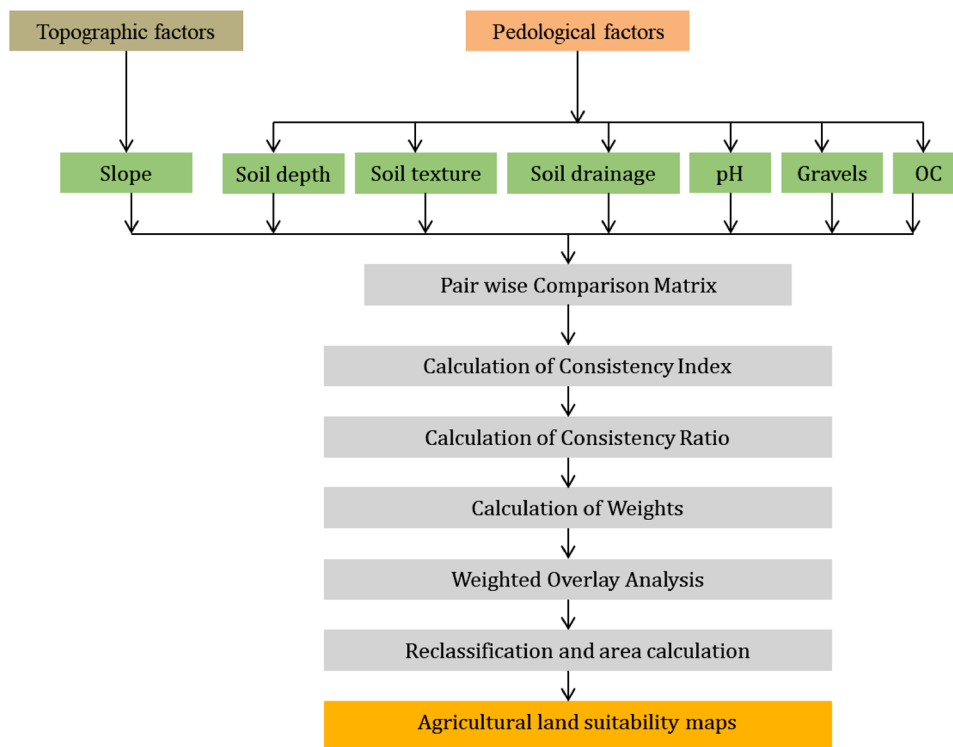 Topographic factors
Pedological factors
Slope
Soil depth
Soil texture
Soil drainage
pH
Gravels
OC
Pair wise Comparison Matrix
Calculation of Consistency Index
Calculation of Consistency Ratio
Calculation of Weights
Weighted Overlay Analysis
Reclassification and area calculation
Agricultural land suitability maps